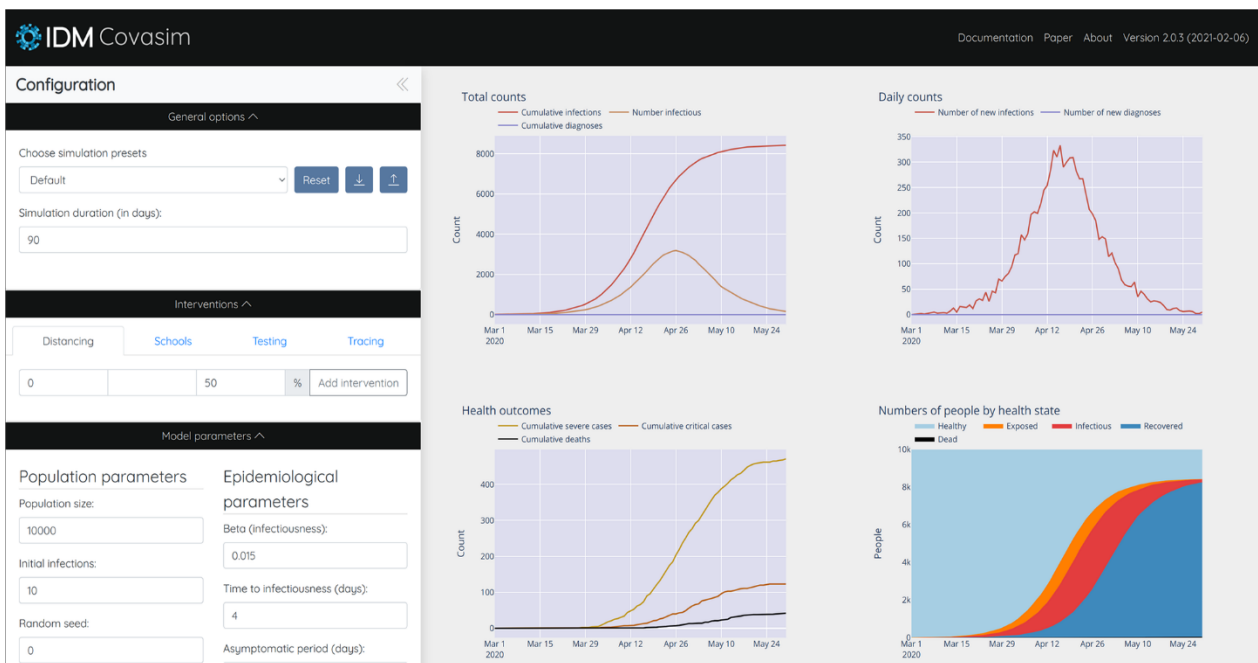 IDM Covasim
Documentation Paper About Version 2.0.3 (2021-02-06)
Configuration
General options
Choose simulation presets
Default
Reset
Simulation duration (in days):
90
Interventions
Distancing Schools Testing Tracing
0 50 % Add intervention
Model parameters
Population parameters
Population size:
10000
Initial infections:
10
Random seed:
0
Epidemiological
parameters
Beta (infectiousness):
0.015
Time to infectiousness (days):
4
Asymptomatic period (days):
Total counts
Cumulative infections Number infectious
Cumulative diagnoses
Count
8000
6000
4000
2000
0
Mar 1 Mar 15 Mar 29 Apr 12 Apr 26 May 10 May 24
2020
Daily counts
Number of new infections Number of new diagnoses
Count
350
300
250
200
150
100
50
0
Mar 1 Mar 15 Mar 29 Apr 12 Apr 26 May 10 May 24
2020
Health outcomes
Cumulative severe cases Cumulative critical cases
Cumulative deaths
Count
400
300
200
100
0
Mar 1 Mar 15 Mar 29 Apr 12 Apr 26 May 10 May 24
2020
Numbers of people by health state
Healthy Exposed Infectious Recovered
Dead
People
10k
8k
6k
4k
2k
0
Mar 1 Mar 15 Mar 29 Apr 12 Apr 26 May 10 May 24
2020